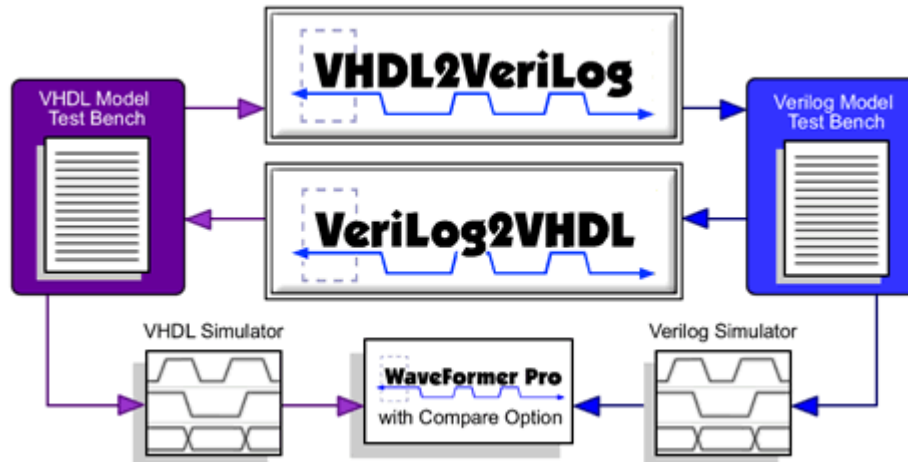 VHDL2VeriLog
VHDL Model
Test Bench
Verilog Model
Test Bench
VeriLog2VHDL
VHDL Simulator
Verilog Simulator
WaveFormer Pro
with Compare Option